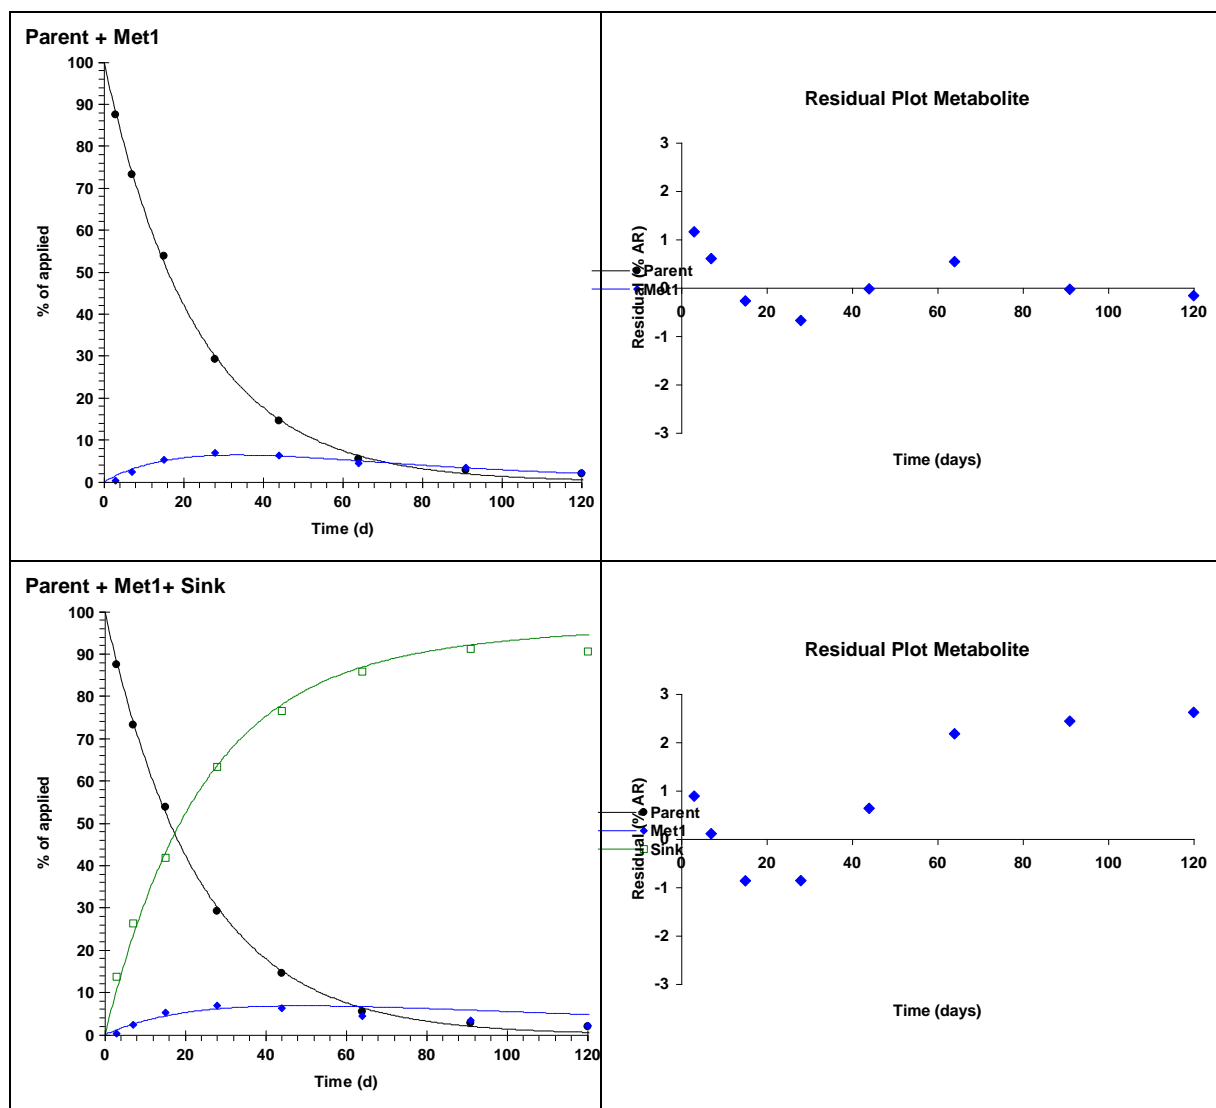 Parent + Met1
100
90
80
70
60
50
40
30
20
10
0
% of applied
0 20 40 60 80 100 120
Time (d)
Parent
Met1
Residual Plot Metabolite
3
2
1
0
-1
-2
-3
Residual (% AR)
0 20 40 60 80 100 120
Time (days)
Parent + Met1+ Sink
100
90
80
70
60
50
40
30
20
10
0
% of applied
0 20 40 60 80 100 120
Time (d)
Parent
Met1
Sink
Residual Plot Metabolite
3
2
1
0
-1
-2
-3
Residual (% AR)
0 20 40 60 80 100 120
Time (days)